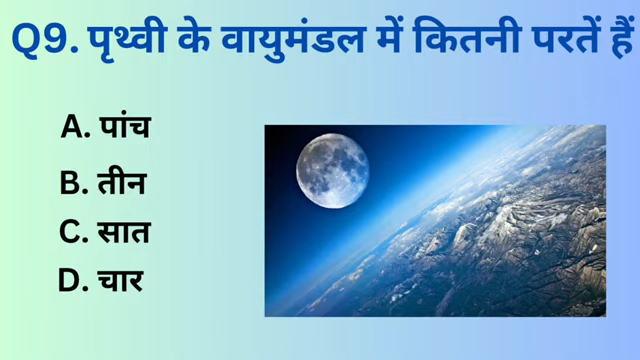 Q9. पृथ्वी के वायुमंडल में कितनी परतें हैं
A. पांच
B. तीन
C. सात
D. चार